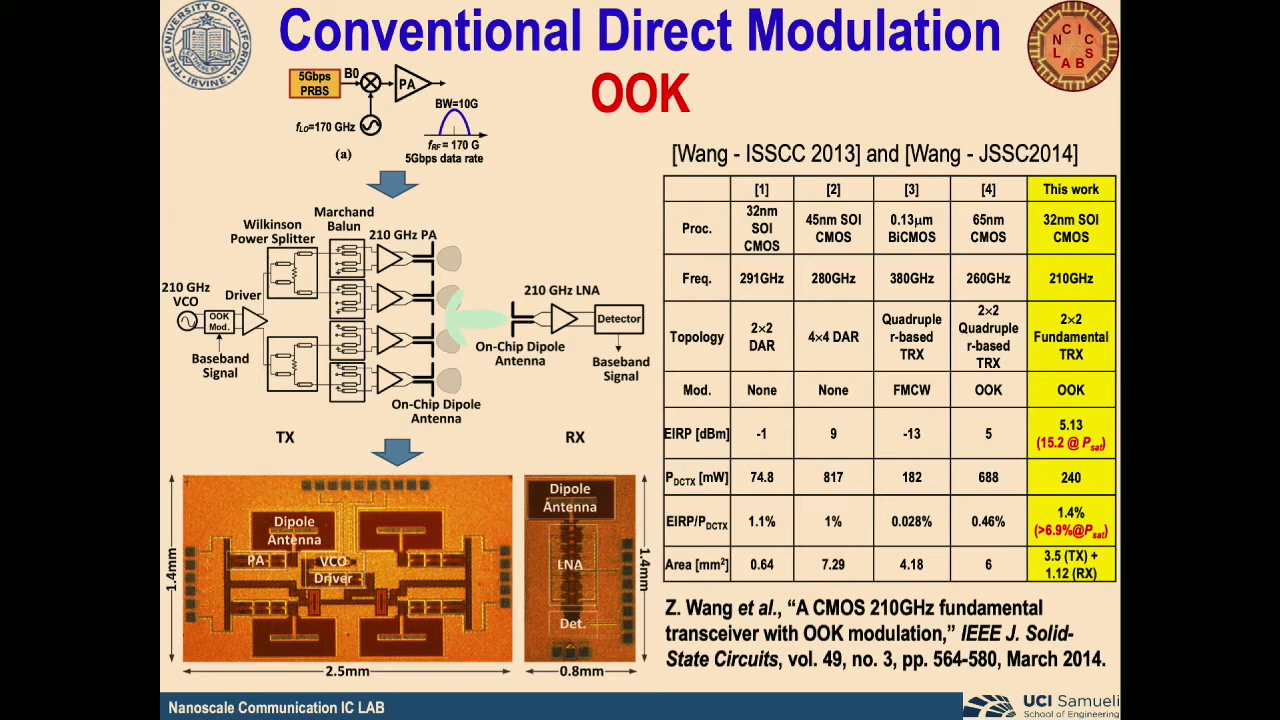 THE UNIVERSITY OF CALIFORNIA
IRVINE
Conventional Direct Modulation
OOK
NCIC
LABS
5Gbps
PRBS
B0
PA
BW=10G
fLO=170 GHz
fRF = 170 G
5Gbps data rate
(a)
[Wang - ISSCC 2013] and [Wang - JSSC2014]
[1] [2] [3] [4] This work
Proc. 32nm SOI CMOS 45nm SOI CMOS 0.13μm BiCMOS 65nm CMOS 32nm SOI CMOS
Freq. 291GHz 280GHz 380GHz 260GHz 210GHz
Topology 2×2 DAR 4×4 DAR Quadruple r-based TRX 2×2 Quadruple r-based TRX 2×2 Fundamental TRX
Mod. None None FMCW OOK OOK
EIRP [dBm] -1 9 -13 5 5.13 (15.2 @ Psat)
PDCTX [mW] 74.8 817 182 688 240
EIRP/PDCTX 1.1% 1% 0.028% 0.46% 1.4% (>6.9%@Psat)
Area [mm²] 0.64 7.29 4.18 6 3.5 (TX) + 1.12 (RX)
Marchand
Balun
Wilkinson
Power Splitter
210 GHz PA
210 GHz
VCO
Driver
OOK
Mod.
Baseband
Signal
210 GHz LNA
Detector
On-Chip Dipole
Antenna
Baseband
Signal
On-Chip Dipole
Antenna
TX
RX
Dipole
Antenna
PA
VCO
Driver
1.4mm
2.5mm
Dipole
Antenna
LNA
Det.
1.4mm
0.8mm
Z. Wang et al., “A CMOS 210GHz fundamental
transceiver with OOK modulation,” IEEE J. Solid-
State Circuits, vol. 49, no. 3, pp. 564-580, March 2014.
Nanoscale Communication IC LAB
UCI Samueli
School of Engineering